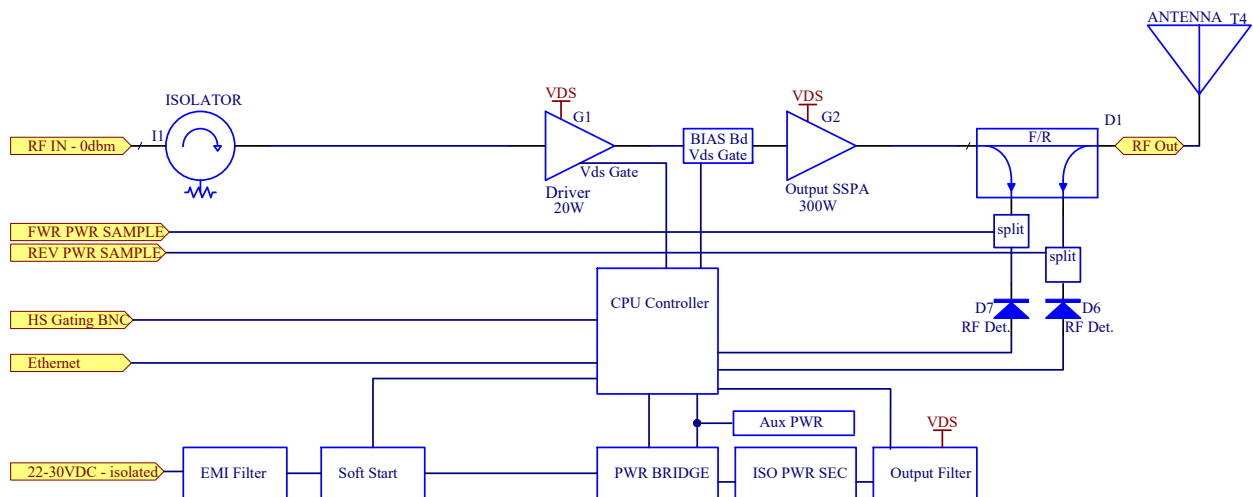 ANTENNA T4
ISOLATOR
VDS
VDS
I1
G1
G2
D1
RF IN - 0dbm
BIAS Bd
Vds Gate
F/R
RF Out
Vds Gate
Driver
20W
Output SSPA
300W
FWR PWR SAMPLE
split
REV PWR SAMPLE
split
CPU Controller
HS Gating BNC
D7
RF Det.
D6
RF Det.
Ethernet
Aux PWR
VDS
22-30VDC - isolated
EMI Filter
Soft Start
PWR BRIDGE
ISO PWR SEC
Output Filter